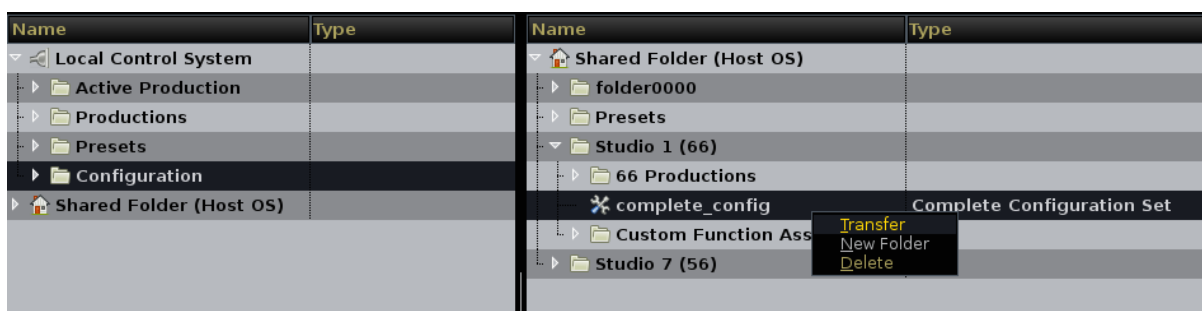 Name Type Name Type
Local Control System Shared Folder (Host OS)
Active Production folder0000
Productions Presets
Presets Studio 1 (66)
Configuration 66 Productions
Shared Folder (Host OS) complete_config Complete Configuration Set
Transfer
Custom Function Ass New Folder
Studio 7 (56) Delete